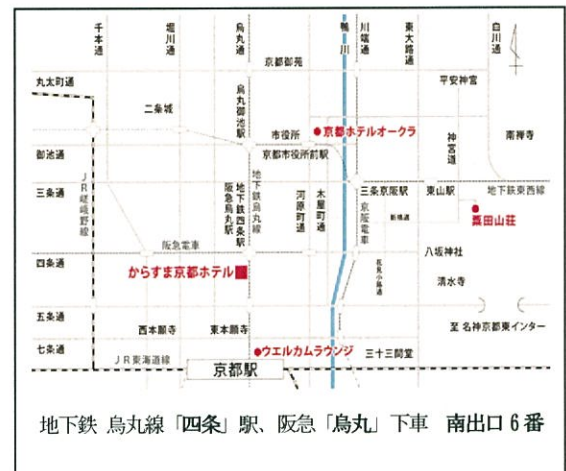 千本通
堀川通
烏丸通
鴨川
川端通
東大路通
白川通
京都御苑
丸太町通
平安神宮
二条城
烏丸御池駅
市役所
京都ホテルオークラ
神宮道
南禅寺
御池通
京都市役所前駅
三条通
三条京阪駅
東山駅
地下鉄東西線
JR嵯峨野線
阪急烏丸駅
地下鉄四条駅
地下鉄烏丸線
河原町通
木屋町通
京阪電車
新橋通
粟田山荘
阪急電車
八坂神社
四条通
花見小路通
からすま京都ホテル
清水寺
五条通
西本願寺
東本願寺
至 名神京都東インター
七条通
JR東海道線
ウエルカムラウンジ
三十三間堂
京都駅
地下鉄 烏丸線「四条」駅、阪急「烏丸」下車 南出口6番